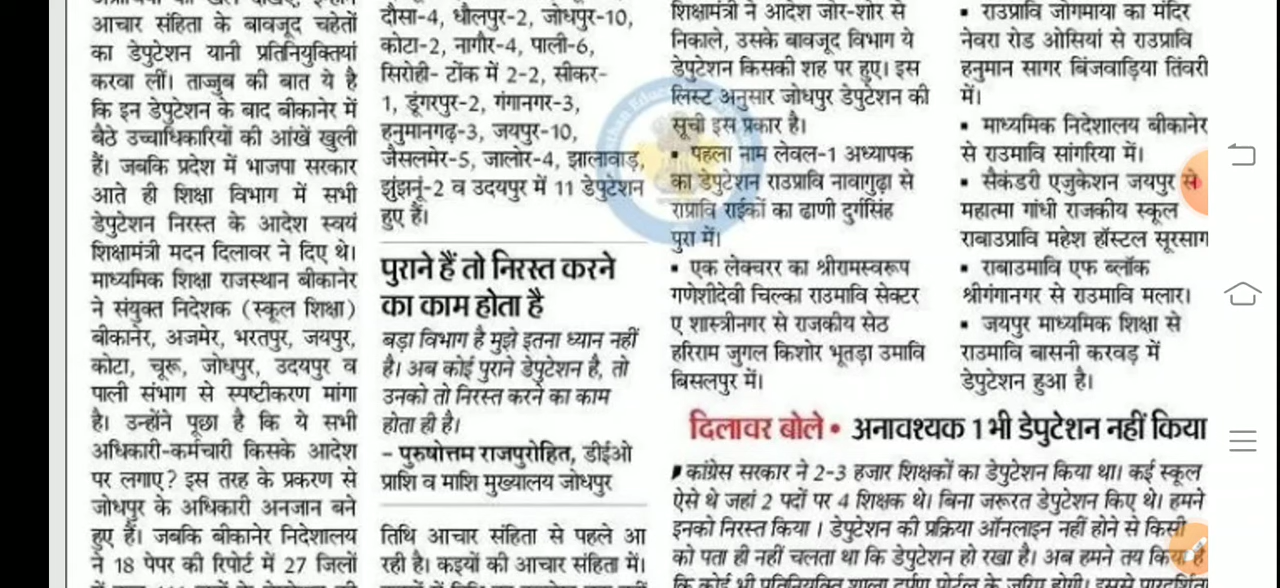 आचार संहिता के बावजूद चहेतों
का डेपुटेशन यानी प्रतिनियुक्तियां
करवा लीं। ताज्जुब की बात ये है
कि इन डेपुटेशन के बाद बीकानेर में
बैठे उच्चाधिकारियों की आंखें खुली
हैं। जबकि प्रदेश में भाजपा सरकार
आते ही शिक्षा विभाग में सभी
डेपुटेशन निरस्त के आदेश स्वयं
शिक्षामंत्री मदन दिलावर ने दिए थे।
माध्यमिक शिक्षा राजस्थान बीकानेर
ने संयुक्त निदेशक (स्कूल शिक्षा)
बीकानेर, अजमेर, भरतपुर, जयपुर,
कोटा, चूरू, जोधपुर, उदयपुर व
पाली संभाग से स्पष्टीकरण मांगा
है। उन्होंने पूछा है कि ये सभी
अधिकारी-कर्मचारी किसके आदेश
पर लगाए? इस तरह के प्रकरण से
जोधपुर के अधिकारी अनजान बने
हुए हैं। जबकि बीकानेर निदेशालय
ने 18 पेपर की रिपोर्ट में 27 जिलों
दौसा-4, धौलपुर-2, जोधपुर-10,
कोटा-2, नागौर-4, पाली-6,
सिरोही- टोंक में 2-2, सीकर-
1, डूंगरपुर-2, गंगानगर-3,
हनुमानगढ़-3, जयपुर-10,
जैसलमेर-5, जालोर-4, झालावाड़,
झुंझनूं-2 व उदयपुर में 11 डेपुटेशन
हुए हैं।
पुराने हैं तो निरस्त करने
का काम होता है
बड़ा विभाग है मुझे इतना ध्यान नहीं
है। अब कोई पुराने डेपुटेशन है, तो
उनको तो निरस्त करने का काम
होता ही है।
– पुरुषोत्तम राजपुरोहित, डीईओ
प्राशि व माशि मुख्यालय जोधपुर
तिथि आचार संहिता से पहले आ
रही है। कइयों की आचार संहिता में।
शिक्षामंत्री ने आदेश जोर-शोर से
निकाले, उसके बावजूद विभाग ये
डेपुटेशन किसकी शह पर हुए। इस
लिस्ट अनुसार जोधपुर डेपुटेशन की
सूची इस प्रकार है।
▪ पहला नाम लेवल-1 अध्यापक
का डेपुटेशन राउप्रावि नावागुढ़ा से
राप्रावि राईकों का ढाणी दुर्गसिंह
पुरा में।
▪ एक लेक्चरर का श्रीरामस्वरूप
गणेशीदेवी चिल्का राउमावि सेक्टर
ए शास्त्रीनगर से राजकीय सेठ
हरिराम जुगल किशोर भूतड़ा उमावि
बिसलपुर में।
▪ राउप्रावि जोगमाया का मंदिर
नेवरा रोड ओसियां से राउप्रावि
हनुमान सागर बिंजवाड़िया तिंवरी
में।
▪ माध्यमिक निदेशालय बीकानेर
से राउमावि सांगरिया में।
▪ सैकंडरी एजुकेशन जयपुर से
महात्मा गांधी राजकीय स्कूल
राबाउप्रावि महेश हॉस्टल सूरसाग
▪ राबाउमावि एफ ब्लॉक
श्रीगंगानगर से राउमावि मलार।
▪ जयपुर माध्यमिक शिक्षा से
राउमावि बासनी करवड़ में
डेपुटेशन हुआ है।
दिलावर बोले • अनावश्यक 1 भी डेपुटेशन नहीं किया
कांग्रेस सरकार ने 2-3 हजार शिक्षकों का डेपुटेशन किया था। कई स्कूल
ऐसे थे जहां 2 पदों पर 4 शिक्षक थे। बिना जरूरत डेपुटेशन किए थे। हमने
इनको निरस्त किया । डेपुटेशन की प्रक्रिया ऑनलाइन नहीं होने से किसी
को पता ही नहीं चलता था कि डेपुटेशन हो रखा है। अब हमने तय किया है